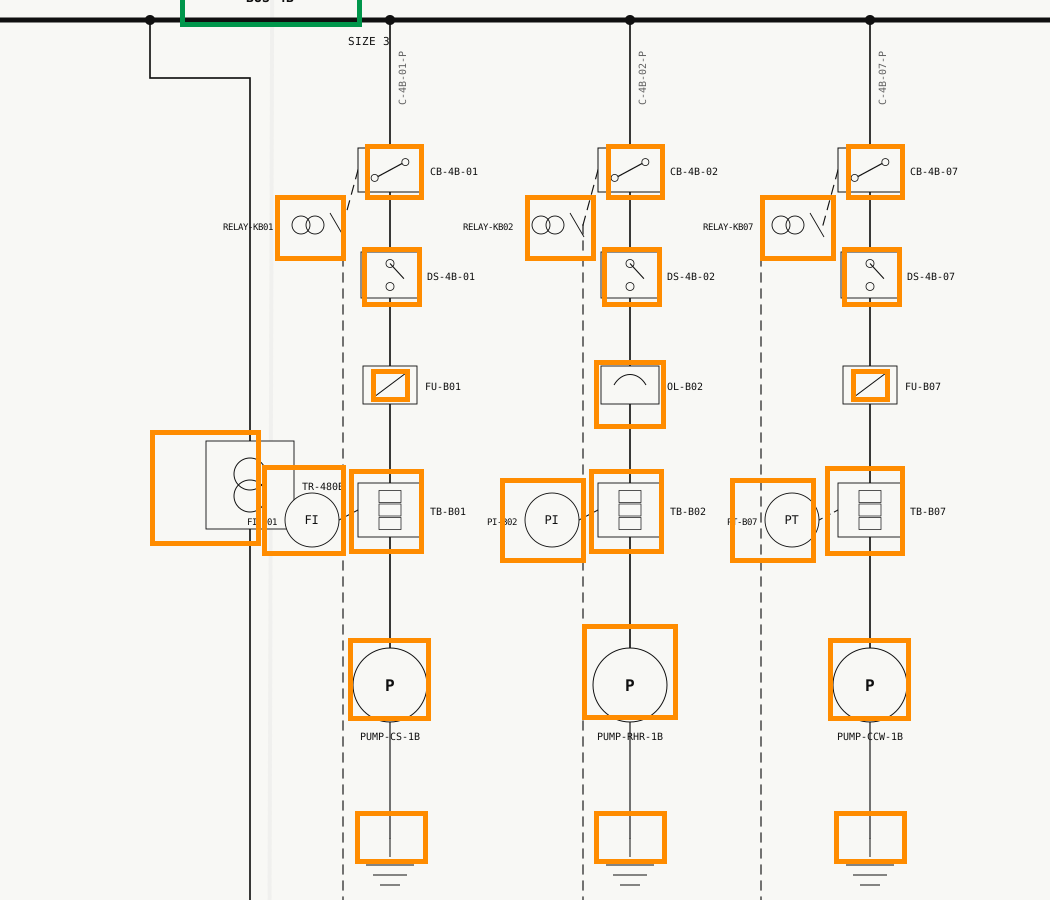 SIZE 3
C-4B-01-P
C-4B-02-P
C-4B-07-P
CB-4B-01
CB-4B-02
CB-4B-07
RELAY-KB01
RELAY-KB02
RELAY-KB07
DS-4B-01
DS-4B-02
DS-4B-07
FU-B01
OL-B02
FU-B07
TR-480
FI
TB-B01
PI
TB-B02
PT
TB-B07
P
P
P
PUMP-CS-1B
PUMP-RHR-1B
PUMP-CCW-1B